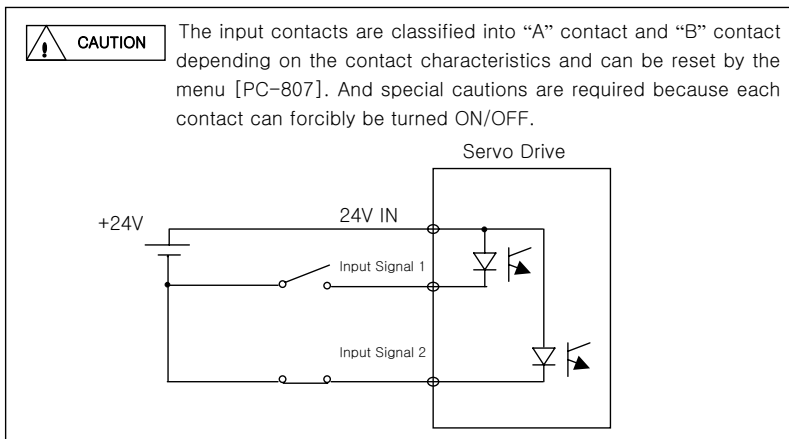 CAUTION
The input contacts are classified into “A” contact and “B” contact
depending on the contact characteristics and can be reset by the
menu [PC-807]. And special cautions are required because each
contact can forcibly be turned ON/OFF.
Servo Drive
+24V
24V IN
Input Signal 1
Input Signal 2